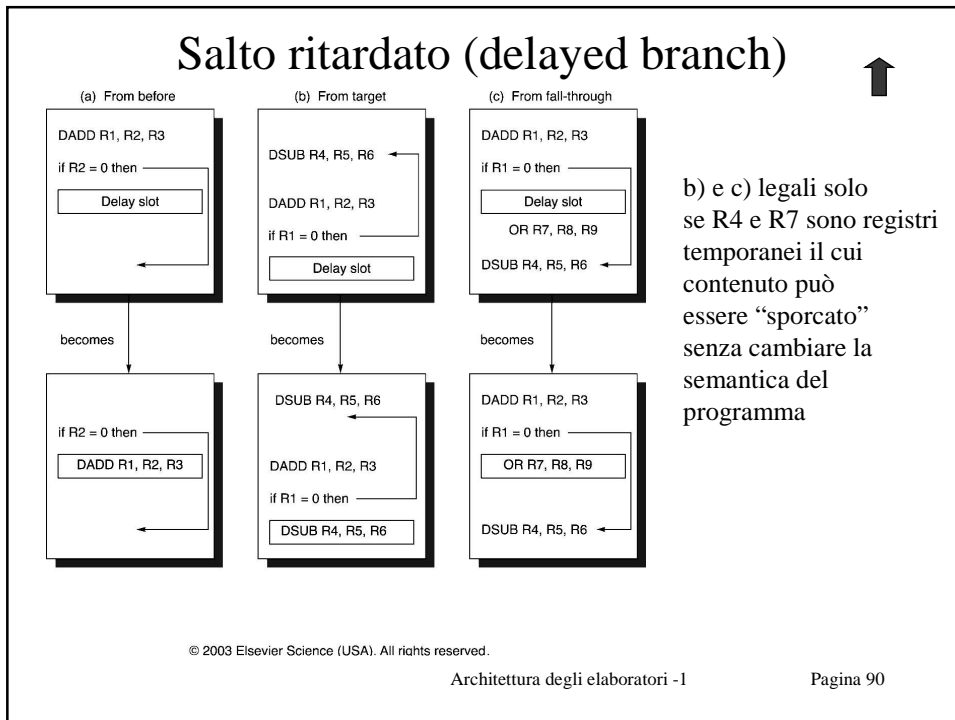 Salto ritardato (delayed branch)
(a) From before
DADD R1, R2, R3
if R2 = 0 then
Delay slot
becomes
if R2 = 0 then
DADD R1, R2, R3
(b) From target
DSUB R4, R5, R6
DADD R1, R2, R3
if R1 = 0 then
Delay slot
becomes
DSUB R4, R5, R6
DADD R1, R2, R3
if R1 = 0 then
DSUB R4, R5, R6
(c) From fall-through
DADD R1, R2, R3
if R1 = 0 then
Delay slot
OR R7, R8, R9
DSUB R4, R5, R6
becomes
DADD R1, R2, R3
if R1 = 0 then
OR R7, R8, R9
DSUB R4, R5, R6
b) e c) legali solo
se R4 e R7 sono registri
temporanei il cui
contenuto può
essere “sporcato”
senza cambiare la
semantica del
programma
© 2003 Elsevier Science (USA). All rights reserved.
Architettura degli elaboratori -1
Pagina 90